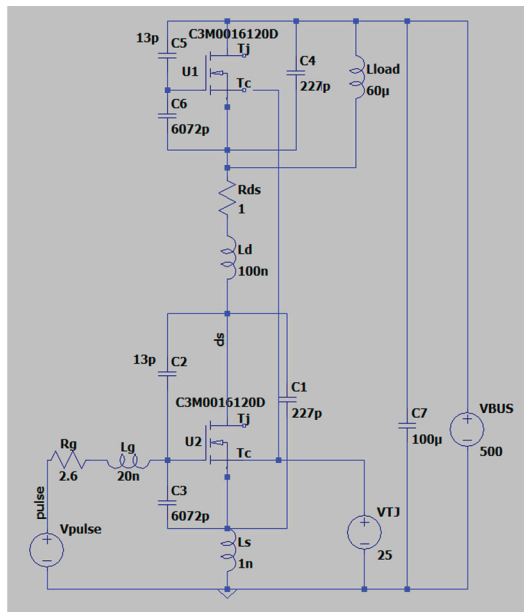 13p C5 C3M0016120D
Tj
U1
Tc
C4
227p
Lload
60µ
C6
6072p
Rds
1
Ld
100n
ds
13p
C2
C3M0016120D
C1
227p
Tj
U2
Tc
C7
100µ
VBUS
500
Rg
2.6
Lg
20n
C3
6072p
pulse
Vpulse
VTJ
25
Ls
1n